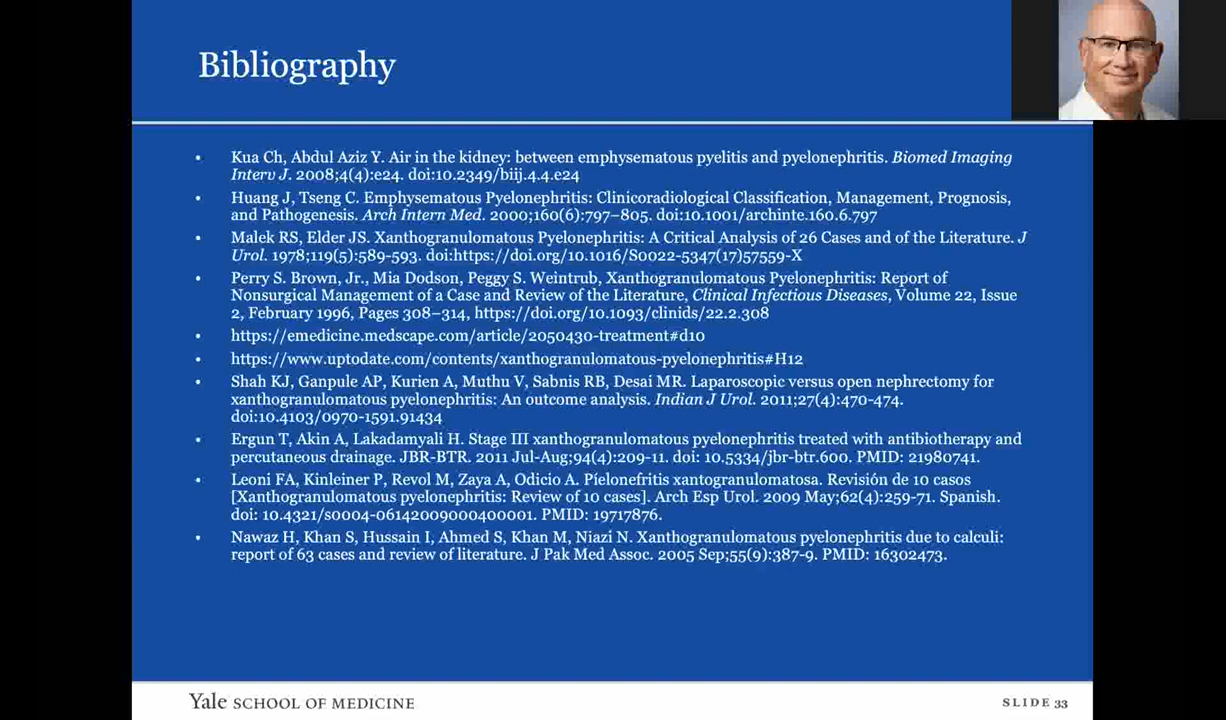 Bibliography
• Kua Ch, Abdul Aziz Y. Air in the kidney: between emphysematous pyelitis and pyelonephritis. Biomed Imaging
Interv J. 2008;4(4):e24. doi:10.2349/biij.4.4.e24
• Huang J, Tseng C. Emphysematous Pyelonephritis: Clinicoradiological Classification, Management, Prognosis,
and Pathogenesis. Arch Intern Med. 2000;160(6):797–805. doi:10.1001/archinte.160.6.797
• Malek RS, Elder JS. Xanthogranulomatous Pyelonephritis: A Critical Analysis of 26 Cases and of the Literature. J
Urol. 1978;119(5):589-593. doi:https://doi.org/10.1016/S0022-5347(17)57559-X
• Perry S. Brown, Jr., Mia Dodson, Peggy S. Weintrub, Xanthogranulomatous Pyelonephritis: Report of
Nonsurgical Management of a Case and Review of the Literature, Clinical Infectious Diseases, Volume 22, Issue
2, February 1996, Pages 308–314, https://doi.org/10.1093/clinids/22.2.308
• https://emedicine.medscape.com/article/2050430-treatment#d10
• https://www.uptodate.com/contents/xanthogranulomatous-pyelonephritis#H12
• Shah KJ, Ganpule AP, Kurien A, Muthu V, Sabnis RB, Desai MR. Laparoscopic versus open nephrectomy for
xanthogranulomatous pyelonephritis: An outcome analysis. Indian J Urol. 2011;27(4):470-474.
doi:10.4103/0970-1591.91434
• Ergun T, Akin A, Lakadamyali H. Stage III xanthogranulomatous pyelonephritis treated with antibiotherapy and
percutaneous drainage. JBR-BTR. 2011 Jul-Aug;94(4):209-11. doi: 10.5334/jbr-btr.600. PMID: 21980741.
• Leoni FA, Kinleiner P, Revol M, Zaya A, Odicio A. Píelonefritis xantogranulomatosa. Revisión de 10 casos
[Xanthogranulomatous pyelonephritis: Review of 10 cases]. Arch Esp Urol. 2009 May;62(4):259-71. Spanish.
doi: 10.4321/s0004-06142009000400001. PMID: 19717876.
• Nawaz H, Khan S, Hussain I, Ahmed S, Khan M, Niazi N. Xanthogranulomatous pyelonephritis due to calculi:
report of 63 cases and review of literature. J Pak Med Assoc. 2005 Sep;55(9):387-9. PMID: 16302473.
Yale SCHOOL OF MEDICINE
SLIDE 33